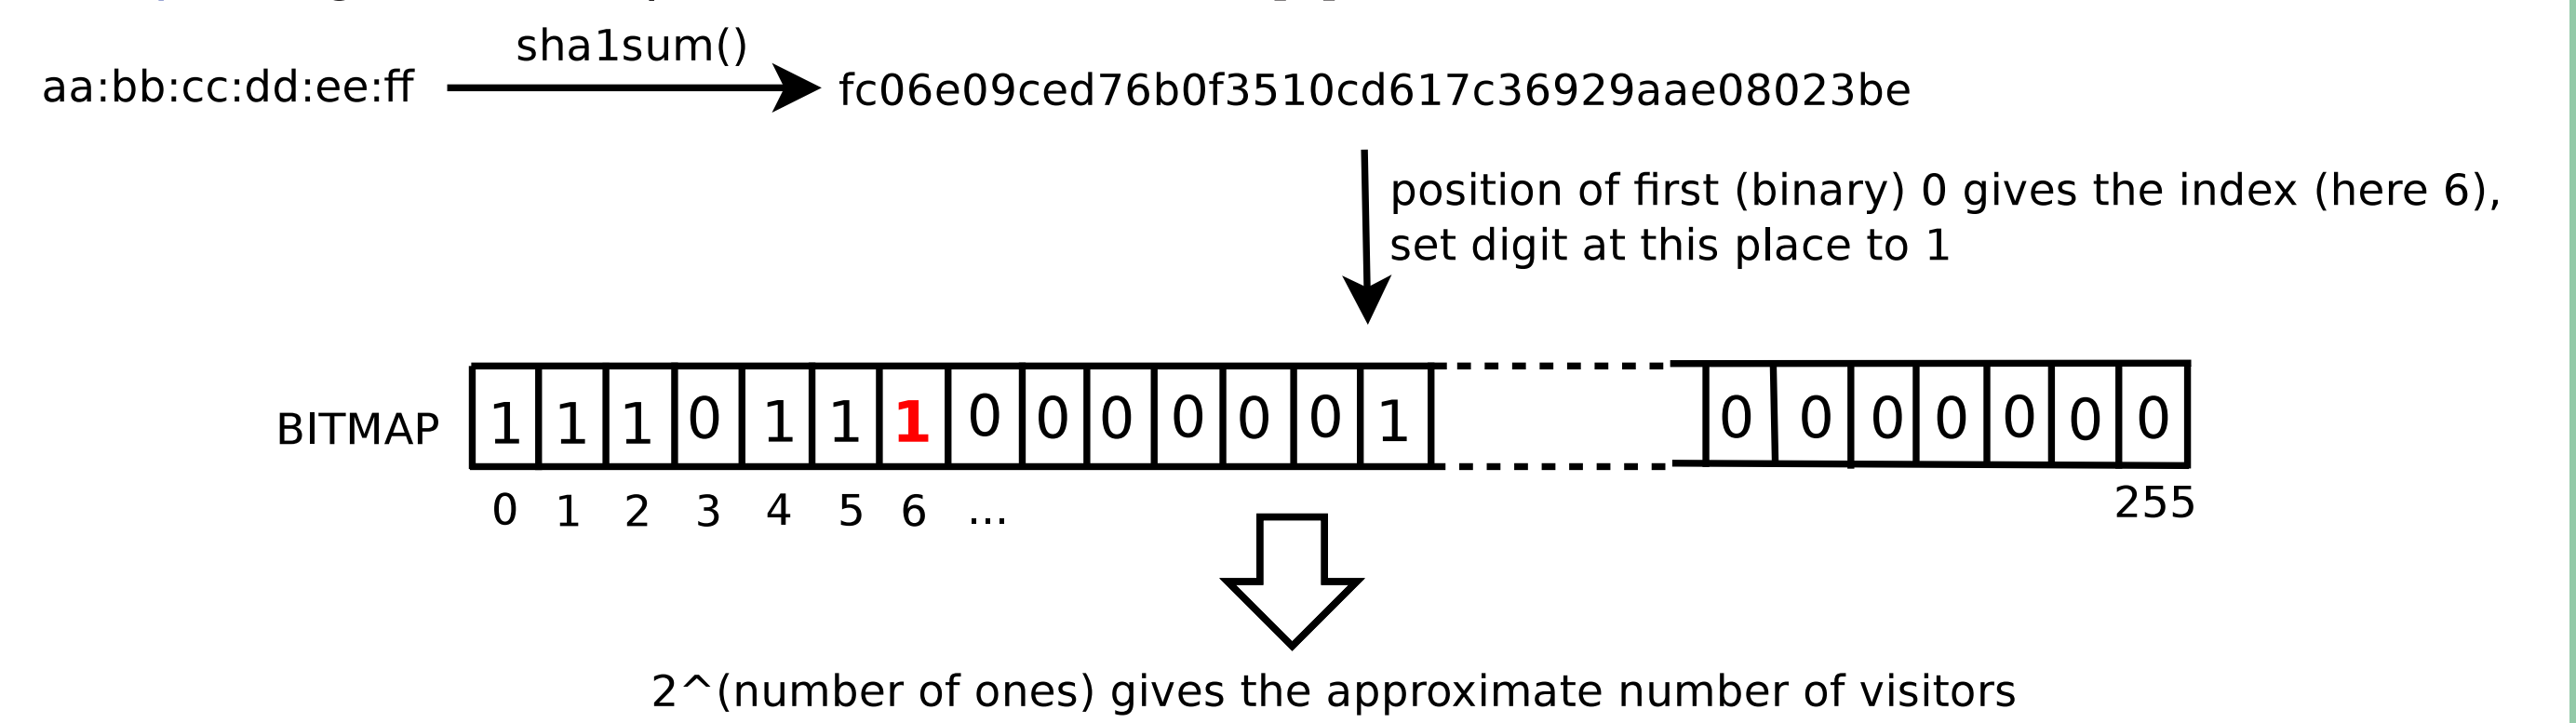 sha1sum()
aa:bb:cc:dd:ee:ff fc06e09ced76b0f3510cd617c36929aae08023be
position of first (binary) 0 gives the index (here 6),
set digit at this place to 1
BITMAP 1 1 1 0 1 1 1 0 0 0 0 0 0 1 0 0 0 0 0 0 0
0 1 2 3 4 5 6 ... 255
2^(number of ones) gives the approximate number of visitors